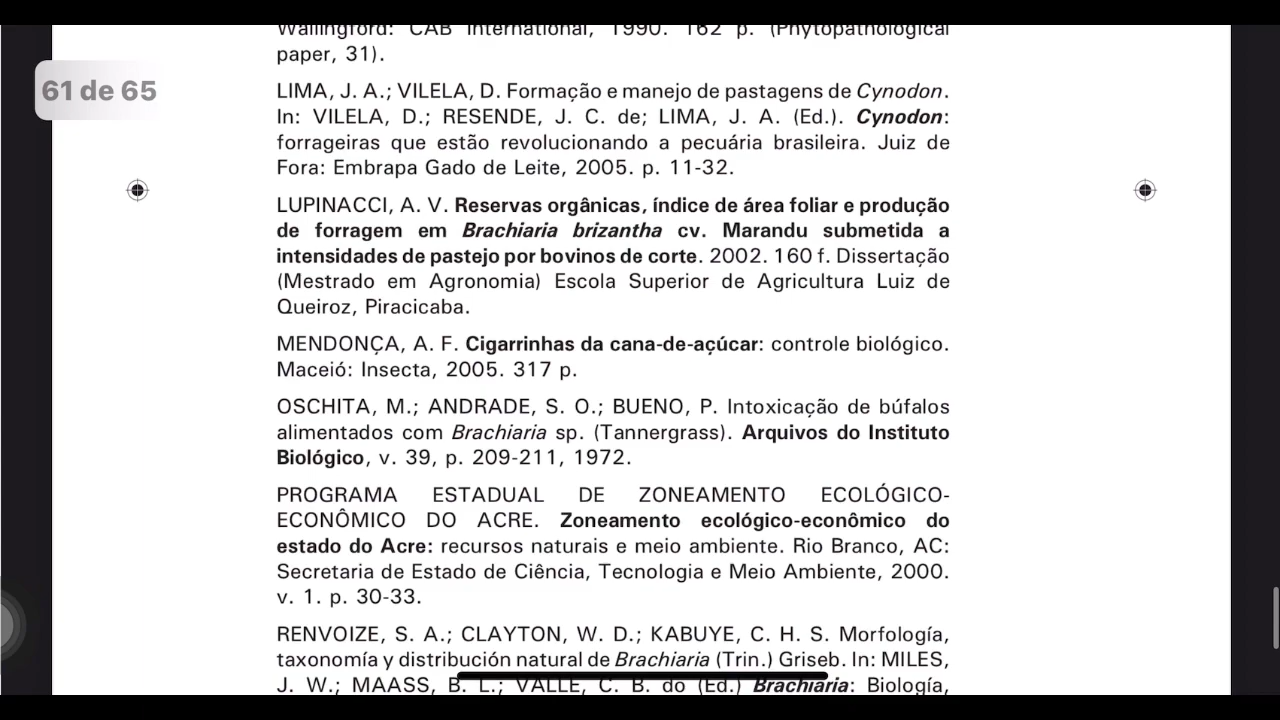 Wallingford: CAB International, 1990. 162 p. (Phytopathological
paper, 31).
61 de 65
LIMA, J. A.; VILELA, D. Formação e manejo de pastagens de Cynodon.
In: VILELA, D.; RESENDE, J. C. de; LIMA, J. A. (Ed.). Cynodon:
forrageiras que estão revolucionando a pecuária brasileira. Juiz de
Fora: Embrapa Gado de Leite, 2005. p. 11-32.
LUPINACCI, A. V. Reservas orgânicas, índice de área foliar e produção
de forragem em Brachiaria brizantha cv. Marandu submetida a
intensidades de pastejo por bovinos de corte. 2002. 160 f. Dissertação
(Mestrado em Agronomia) Escola Superior de Agricultura Luiz de
Queiroz, Piracicaba.
MENDONÇA, A. F. Cigarrinhas da cana-de-açúcar: controle biológico.
Maceió: Insecta, 2005. 317 p.
OSCHITA, M.; ANDRADE, S. O.; BUENO, P. Intoxicação de búfalos
alimentados com Brachiaria sp. (Tannergrass). Arquivos do Instituto
Biológico, v. 39, p. 209-211, 1972.
PROGRAMA ESTADUAL DE ZONEAMENTO ECOLÓGICO-
ECONÔMICO DO ACRE. Zoneamento ecológico-econômico do
estado do Acre: recursos naturais e meio ambiente. Rio Branco, AC:
Secretaria de Estado de Ciência, Tecnologia e Meio Ambiente, 2000.
v. 1. p. 30-33.
RENVOIZE, S. A.; CLAYTON, W. D.; KABUYE, C. H. S. Morfología,
taxonomía y distribución natural de Brachiaria (Trin.) Griseb. In: MILES,
J. W.; MAASS, B. L.; VALLE, C. B. do (Ed.) Brachiaria: Biología,